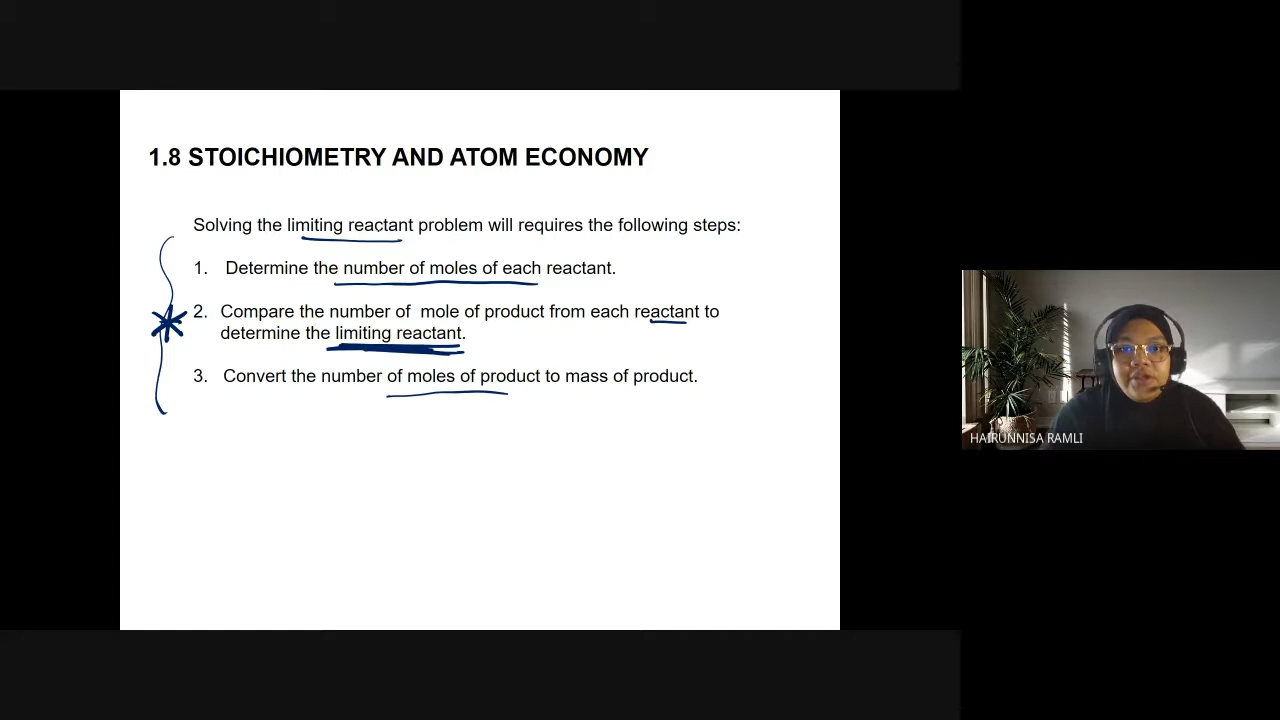 1.8 STOICHIOMETRY AND ATOM ECONOMY
Solving the limiting reactant problem will requires the following steps:
1. Determine the number of moles of each reactant.
2. Compare the number of mole of product from each reactant to
determine the limiting reactant.
3. Convert the number of moles of product to mass of product.
HAIRUNNISA RAMLI